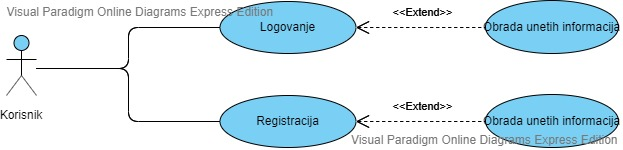 Visual Paradigm Online Diagrams Express Edition
<<Extend>>
Logovanje
Obrada unetih informacija
Korisnik
<<Extend>>
Registracija
Obrada unetih informacija
Visual Paradigm Online Diagrams Express Edition